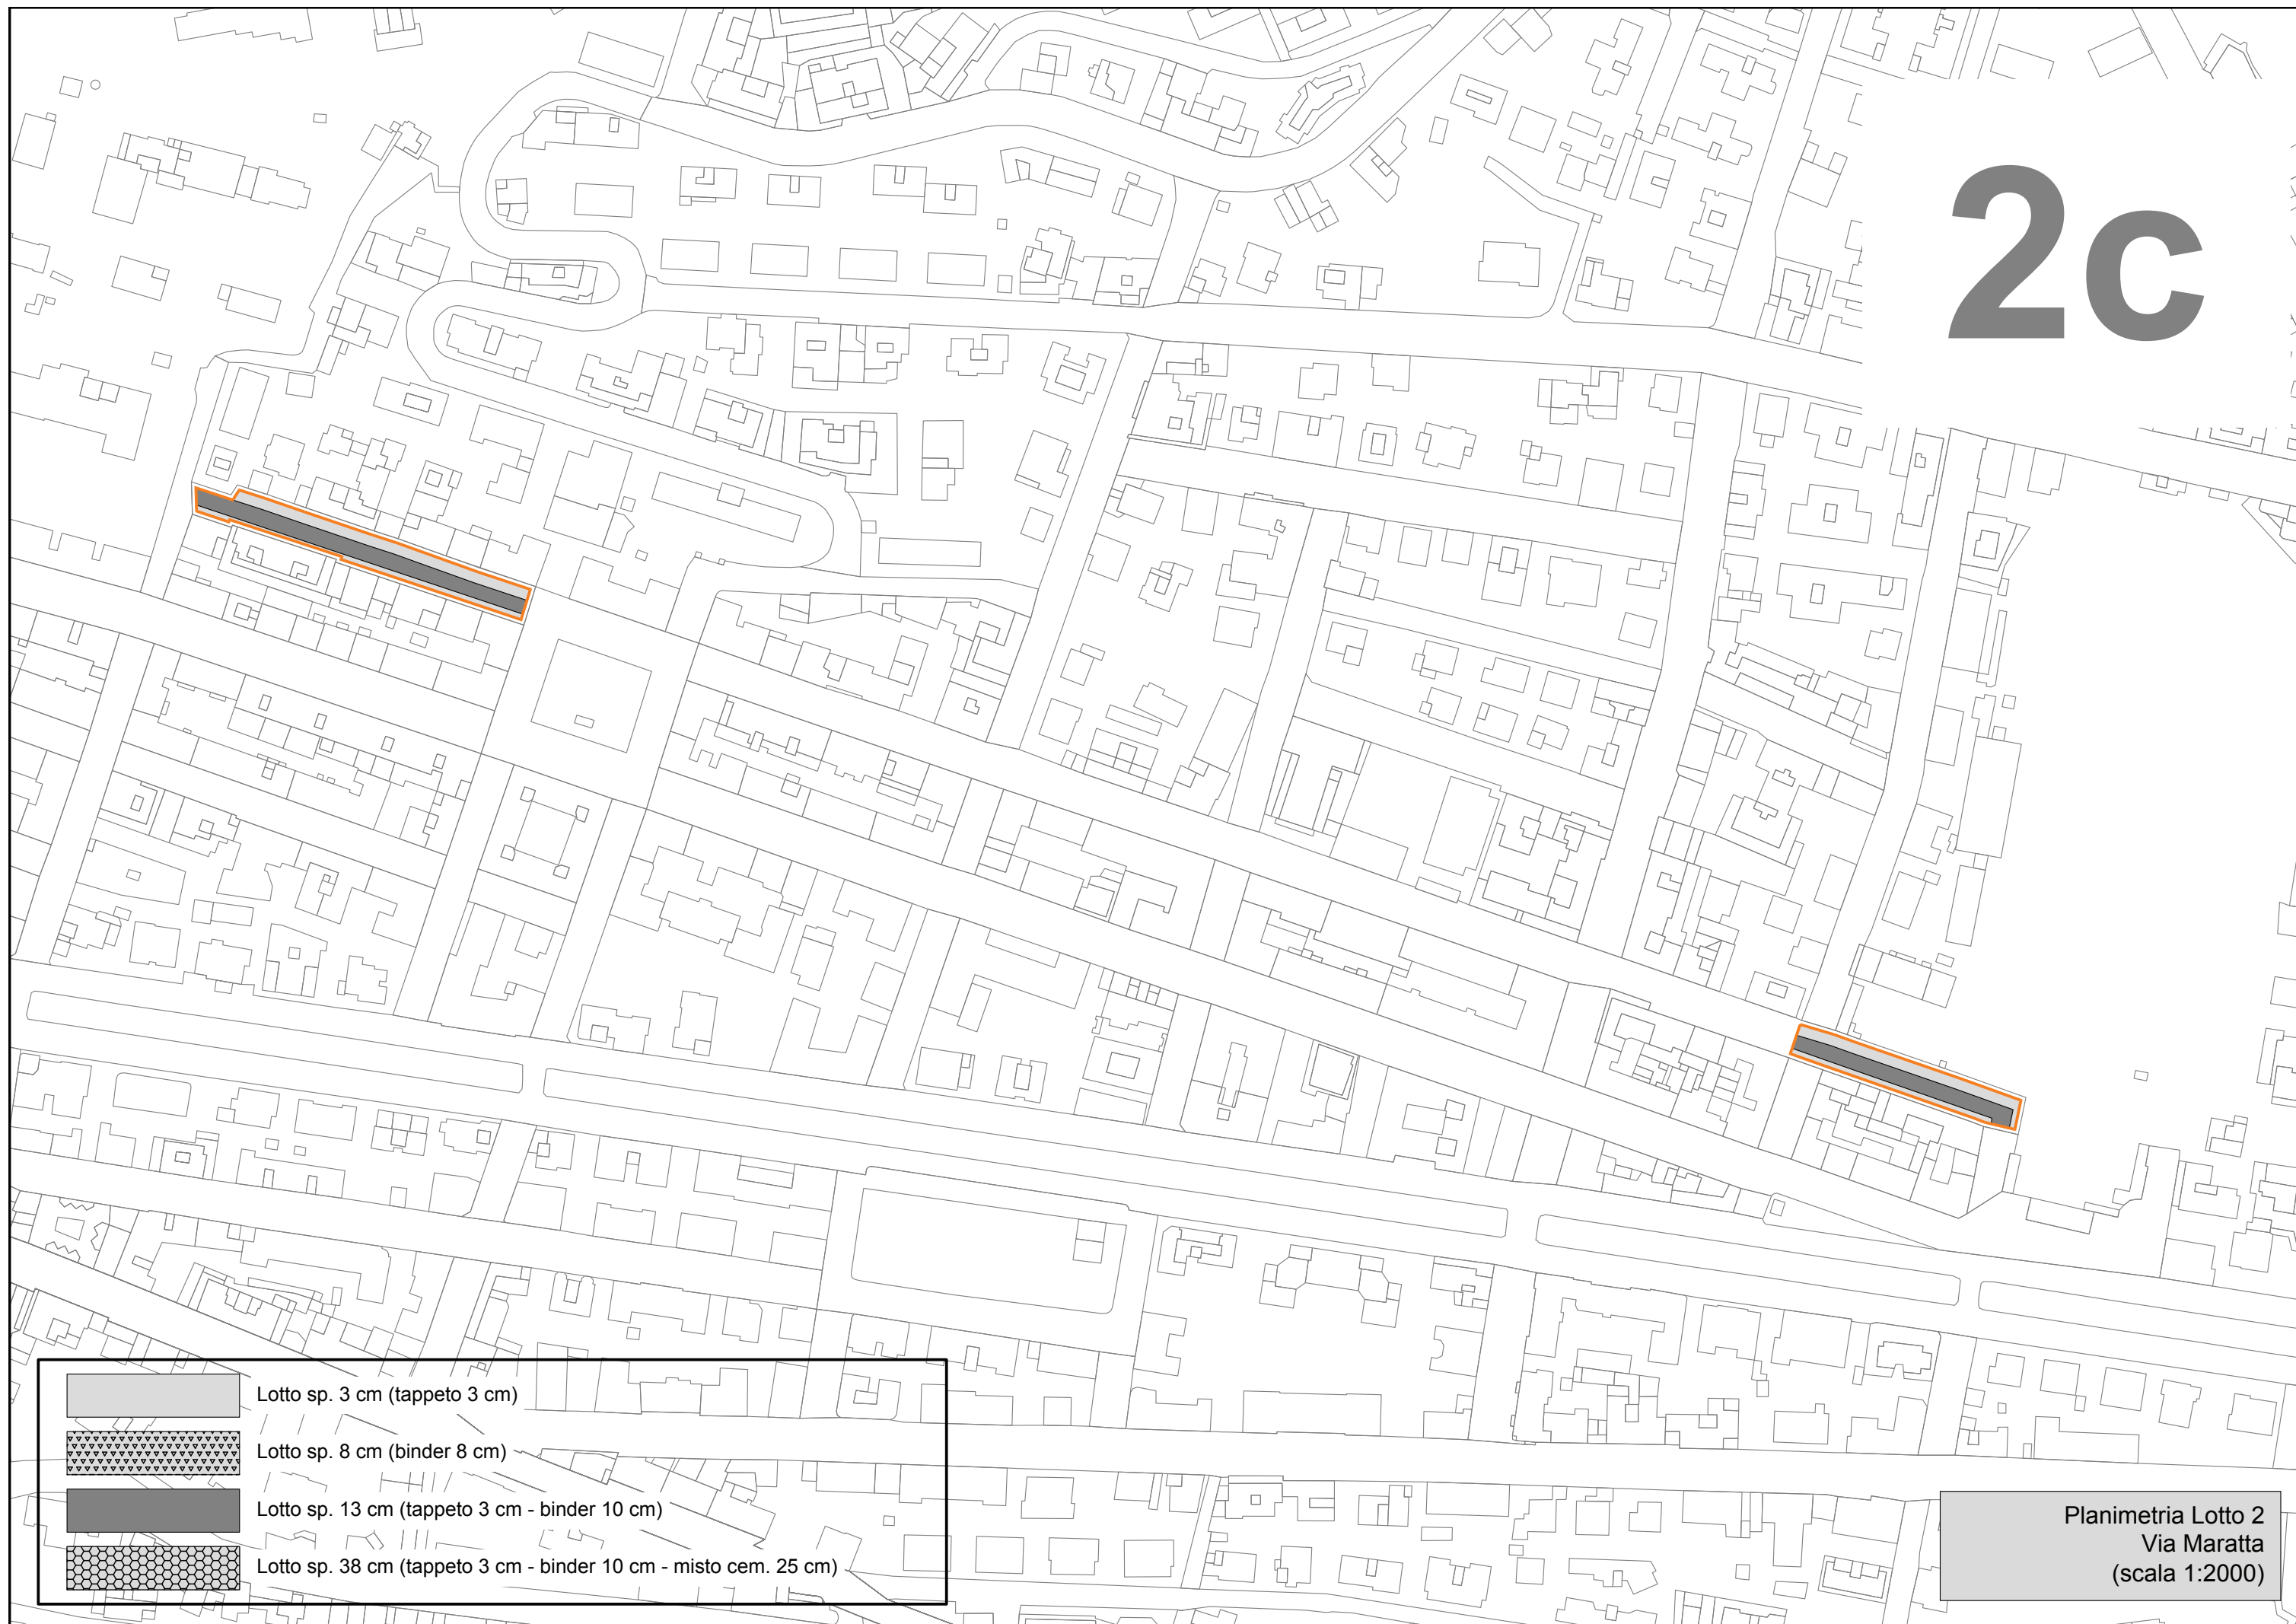 2c
Lotto sp. 3 cm (tappeto 3 cm)
Lotto sp. 8 cm (binder 8 cm)
Lotto sp. 13 cm (tappeto 3 cm - binder 10 cm)
Lotto sp. 38 cm (tappeto 3 cm - binder 10 cm - misto cem. 25 cm)
Planimetria Lotto 2
Via Maratta
(scala 1:2000)